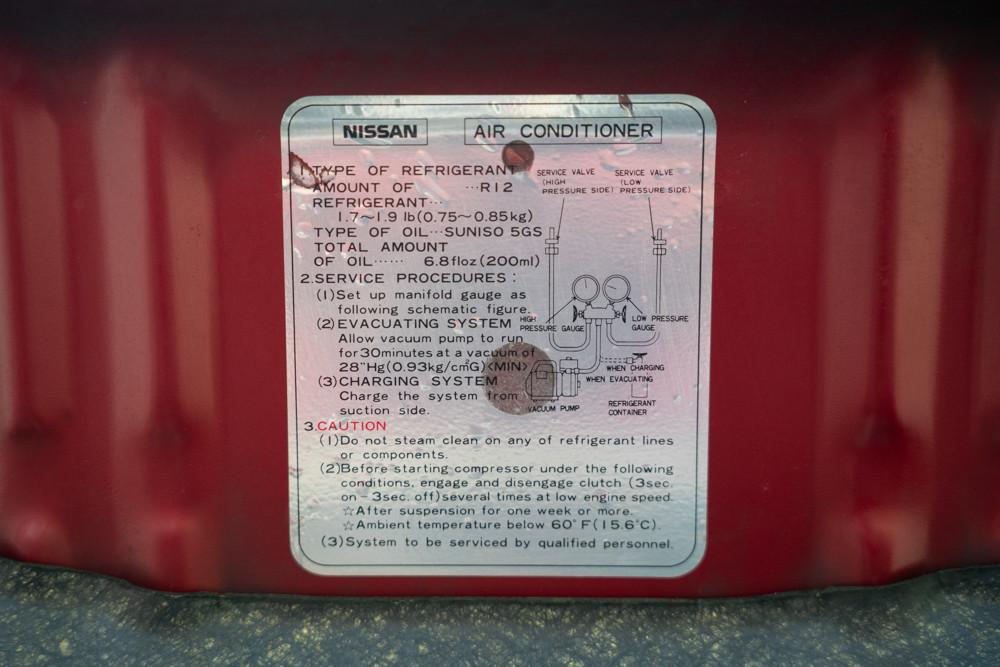 NISSAN AIR CONDITIONER
1.TYPE OF REFRIGERANT
AMOUNT OF ···R12
REFRIGERANT···
1.7～1.9 lb(0.75～0.85kg)
TYPE OF OIL···SUNISO 5GS
TOTAL AMOUNT
OF OIL······ 6.8floz(200ml)
2.SERVICE PROCEDURES:
(1)Set up manifold gauge as
following schematic figure.
(2)EVACUATING SYSTEM
Allow vacuum pump to run
for 30minutes at a vacuum of
28"Hg(0.93kg/cm²G)<MIN>
(3)CHARGING SYSTEM
Charge the system from
suction side.
SERVICE VALVE
(HIGH
PRESSURE SIDE)
SERVICE VALVE
(LOW
PRESSURE SIDE)
HIGH
PRESSURE GAUGE
LOW PRESSURE
GAUGE
WHEN CHARGING
WHEN EVACUATING
VACUUM PUMP
REFRIGERANT
CONTAINER
3.CAUTION
(1)Do not steam clean on any of refrigerant lines
or components.
(2)Before starting compressor under the following
conditions, engage and disengage clutch (3sec.
on-3sec. off)several times at low engine speed.
☆After suspension for one week or more.
☆Ambient temperature below 60°F(15.6°C).
(3)System to be serviced by qualified personnel.